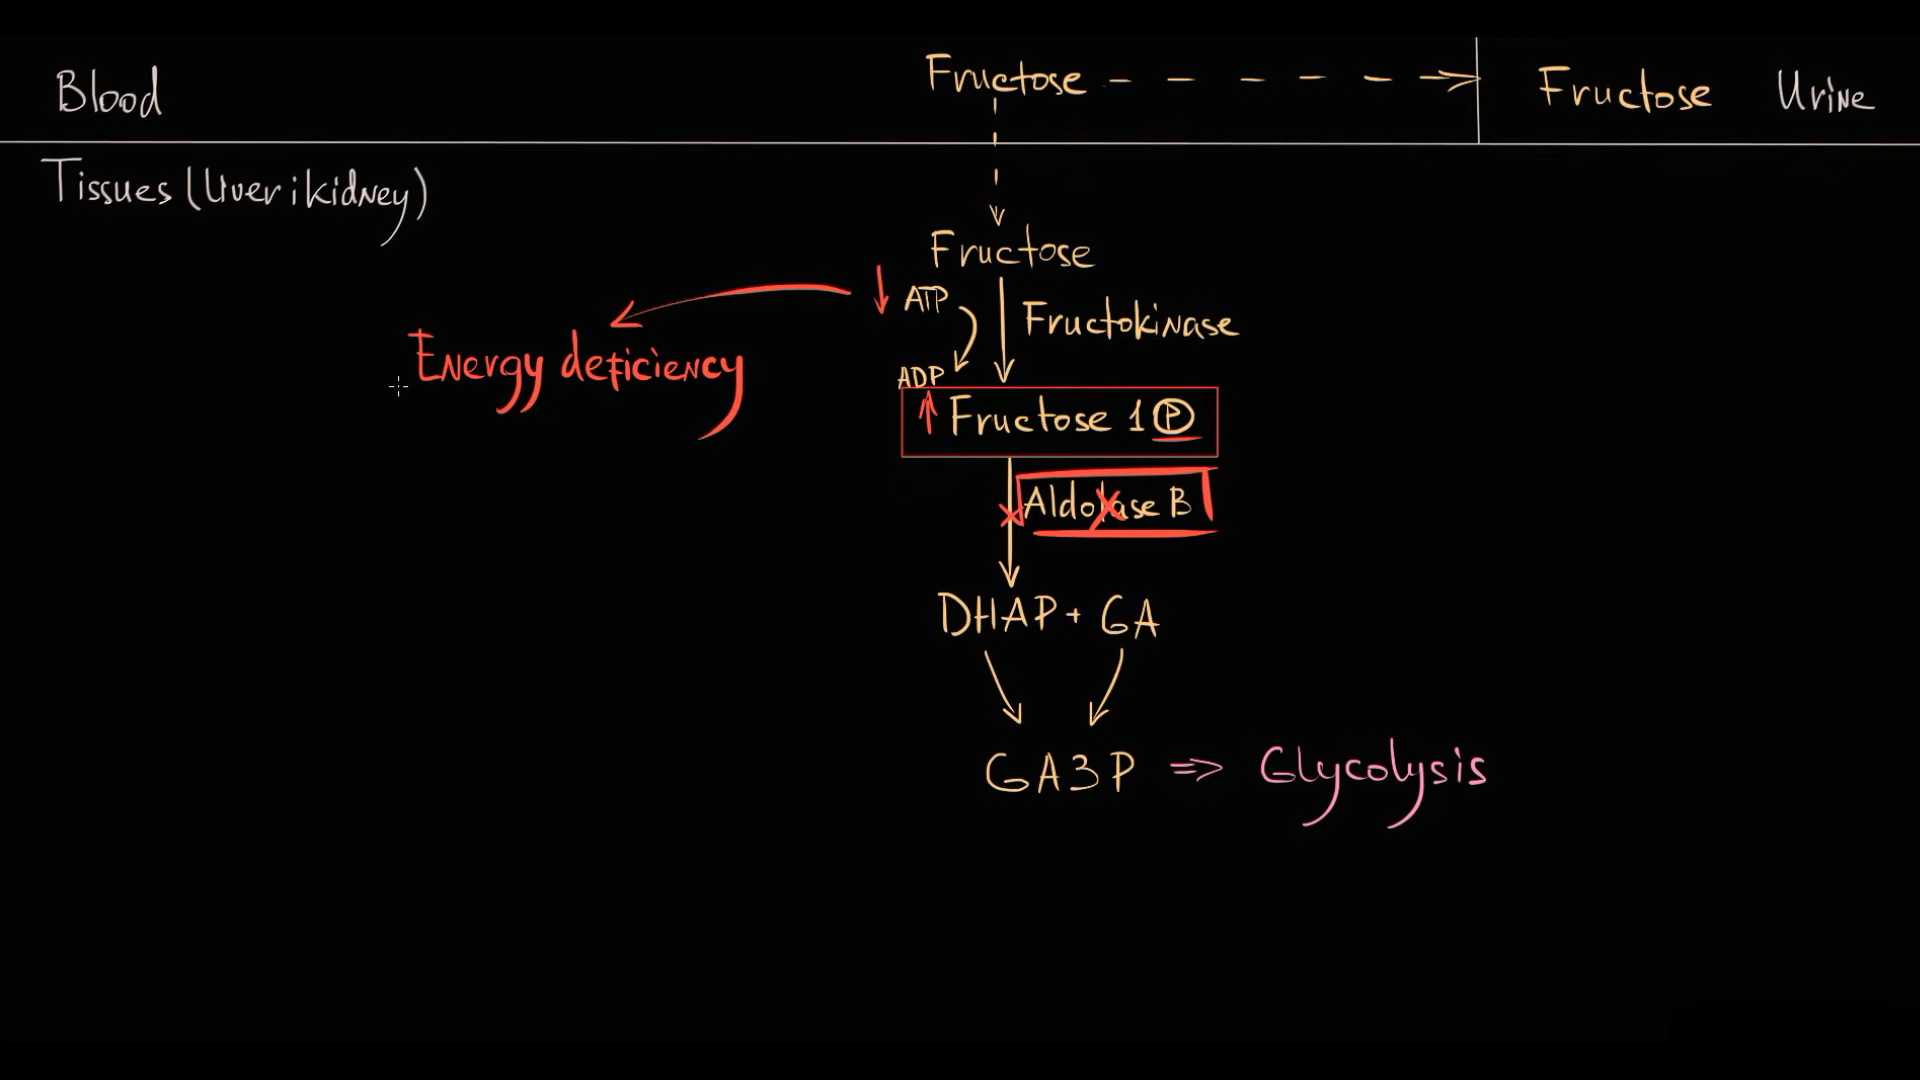 Blood
Fructose
Fructose
Urine
Tissues (liver i kidney)
Fructose
ATP
Fructokinase
Energy deficiency
ADP
Fructose 1 P
Aldolase B
DHAP + GA
GA3P => Glycolysis